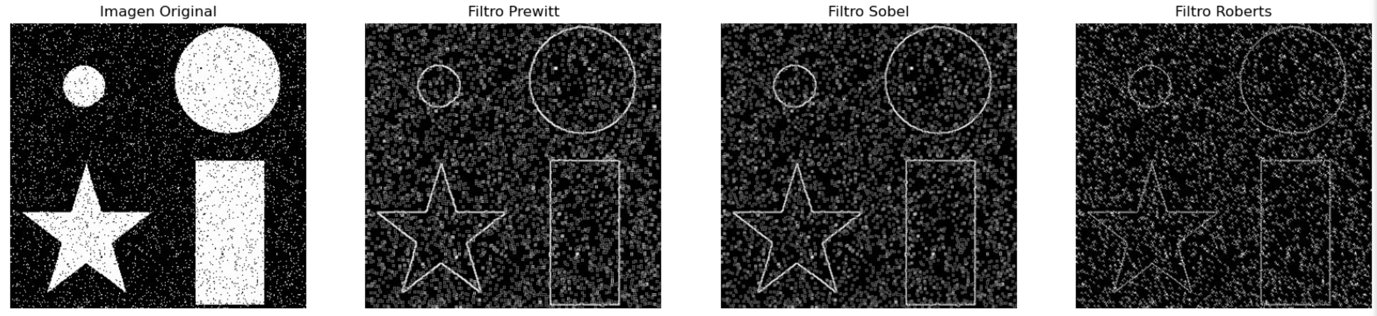 Imagen Original
Filtro Prewitt
Filtro Sobel
Filtro Roberts